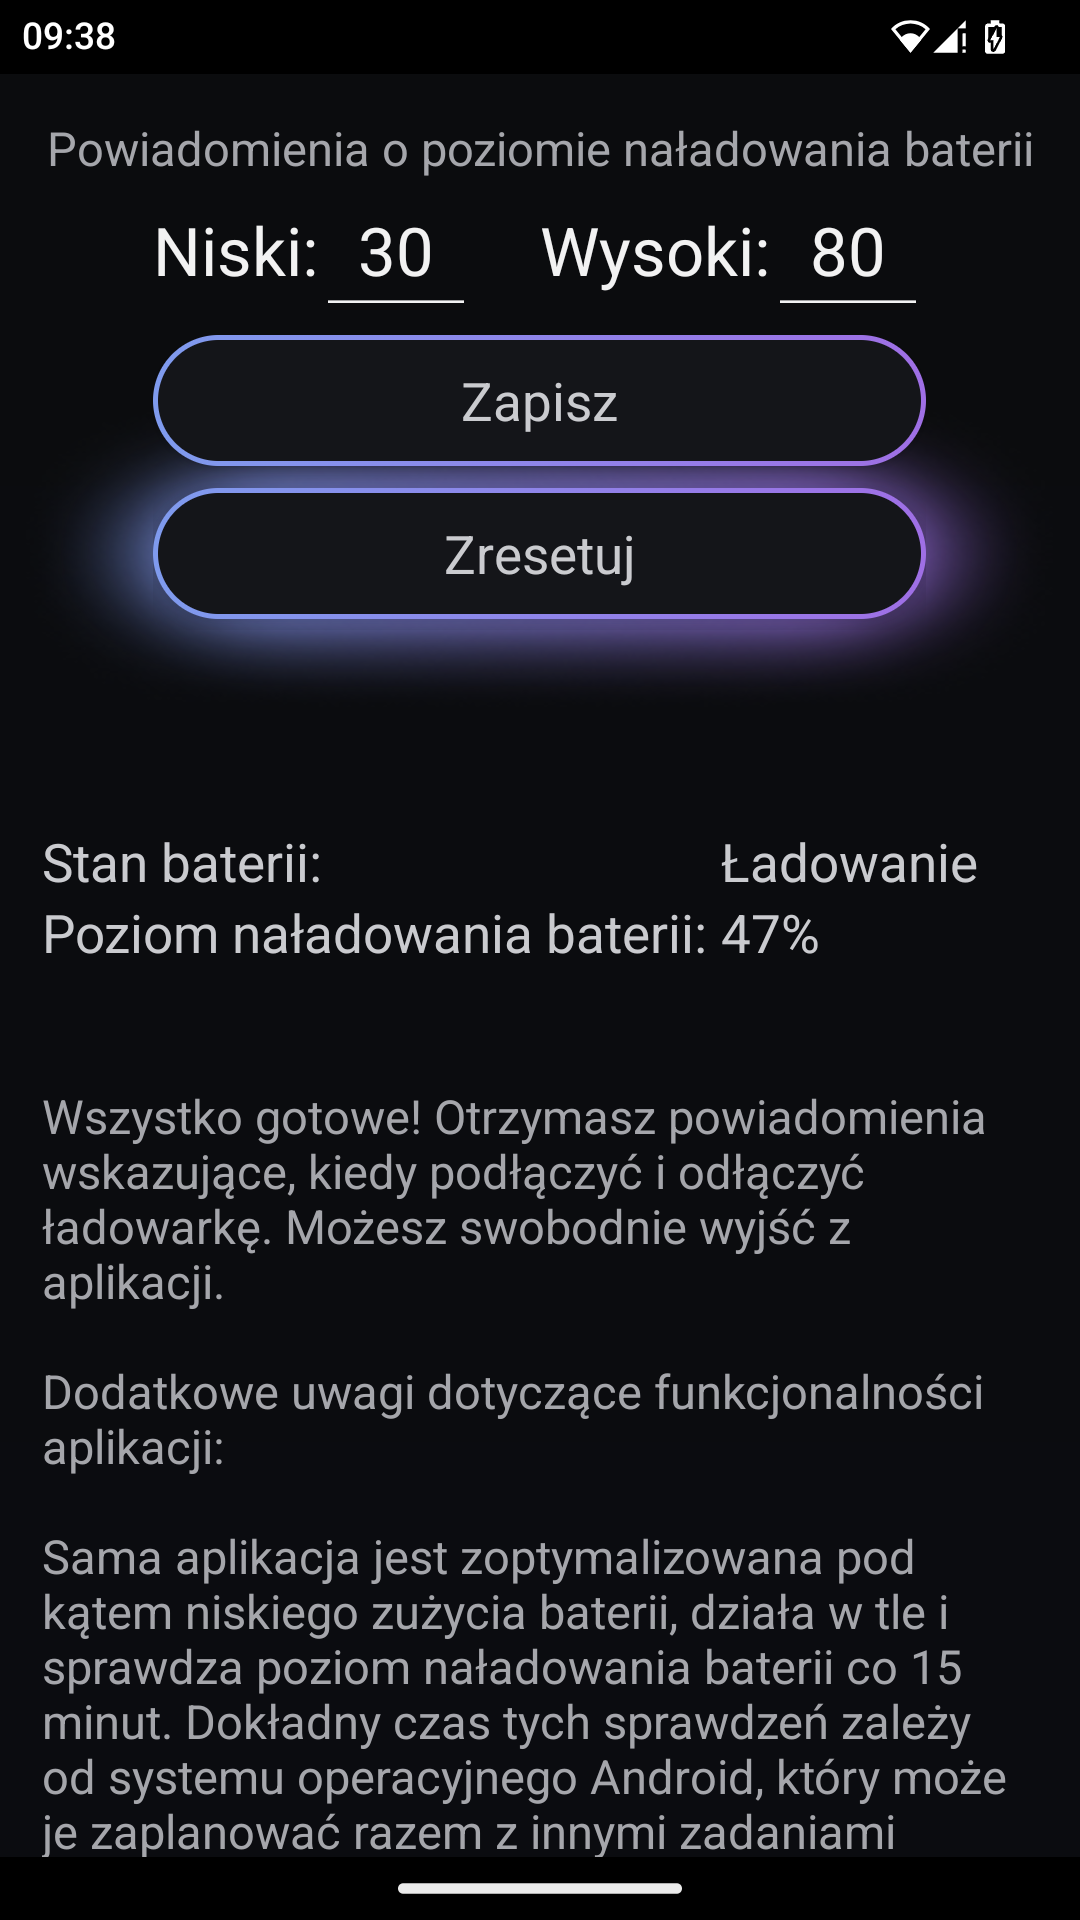 09:38
Powiadomienia o poziomie naładowania baterii
Niski: 30 Wysoki: 80
Zapisz
Zresetuj
Stan baterii: Ładowanie
Poziom naładowania baterii: 47%
Wszystko gotowe! Otrzymasz powiadomienia
wskazujące, kiedy podłączyć i odłączyć
ładowarkę. Możesz swobodnie wyjść z
aplikacji.
Dodatkowe uwagi dotyczące funkcjonalności
aplikacji:
Sama aplikacja jest zoptymalizowana pod
kątem niskiego zużycia baterii, działa w tle i
sprawdza poziom naładowania baterii co 15
minut. Dokładny czas tych sprawdzeń zależy
od systemu operacyjnego Android, który może
je zaplanować razem z innymi zadaniami